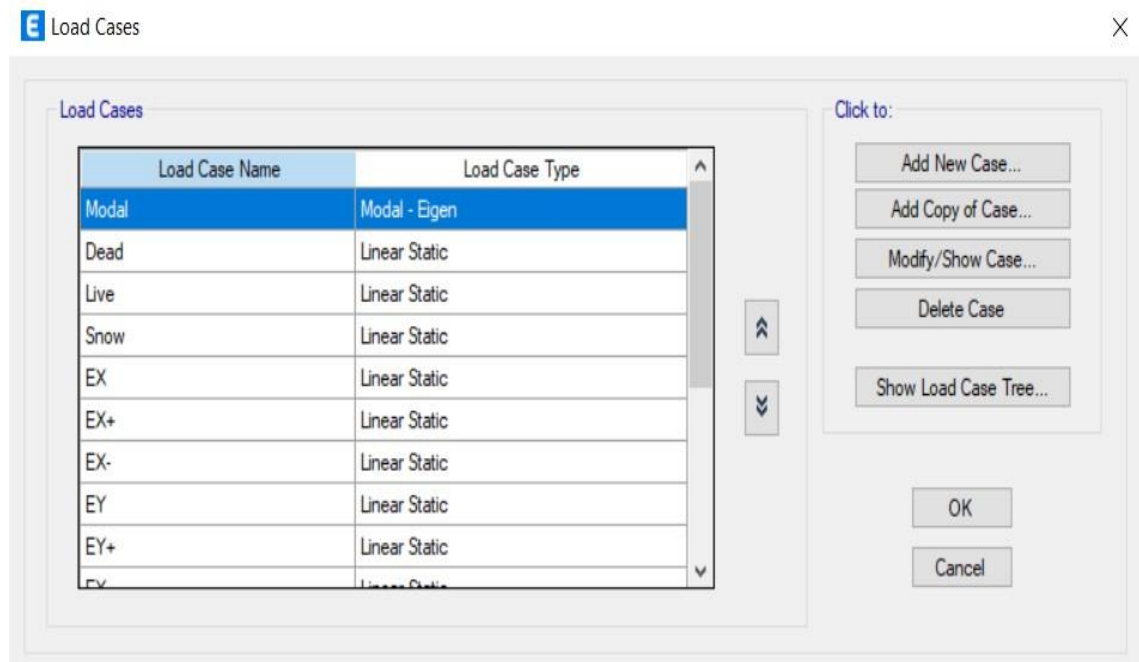 Load Cases
Load Cases
Click to:
Load Case Name Load Case Type
Modal Modal - Eigen
Dead Linear Static
Live Linear Static
Snow Linear Static
EX Linear Static
EX+ Linear Static
EX- Linear Static
EY Linear Static
EY+ Linear Static
Add New Case...
Add Copy of Case...
Modify/Show Case...
Delete Case
Show Load Case Tree...
OK
Cancel